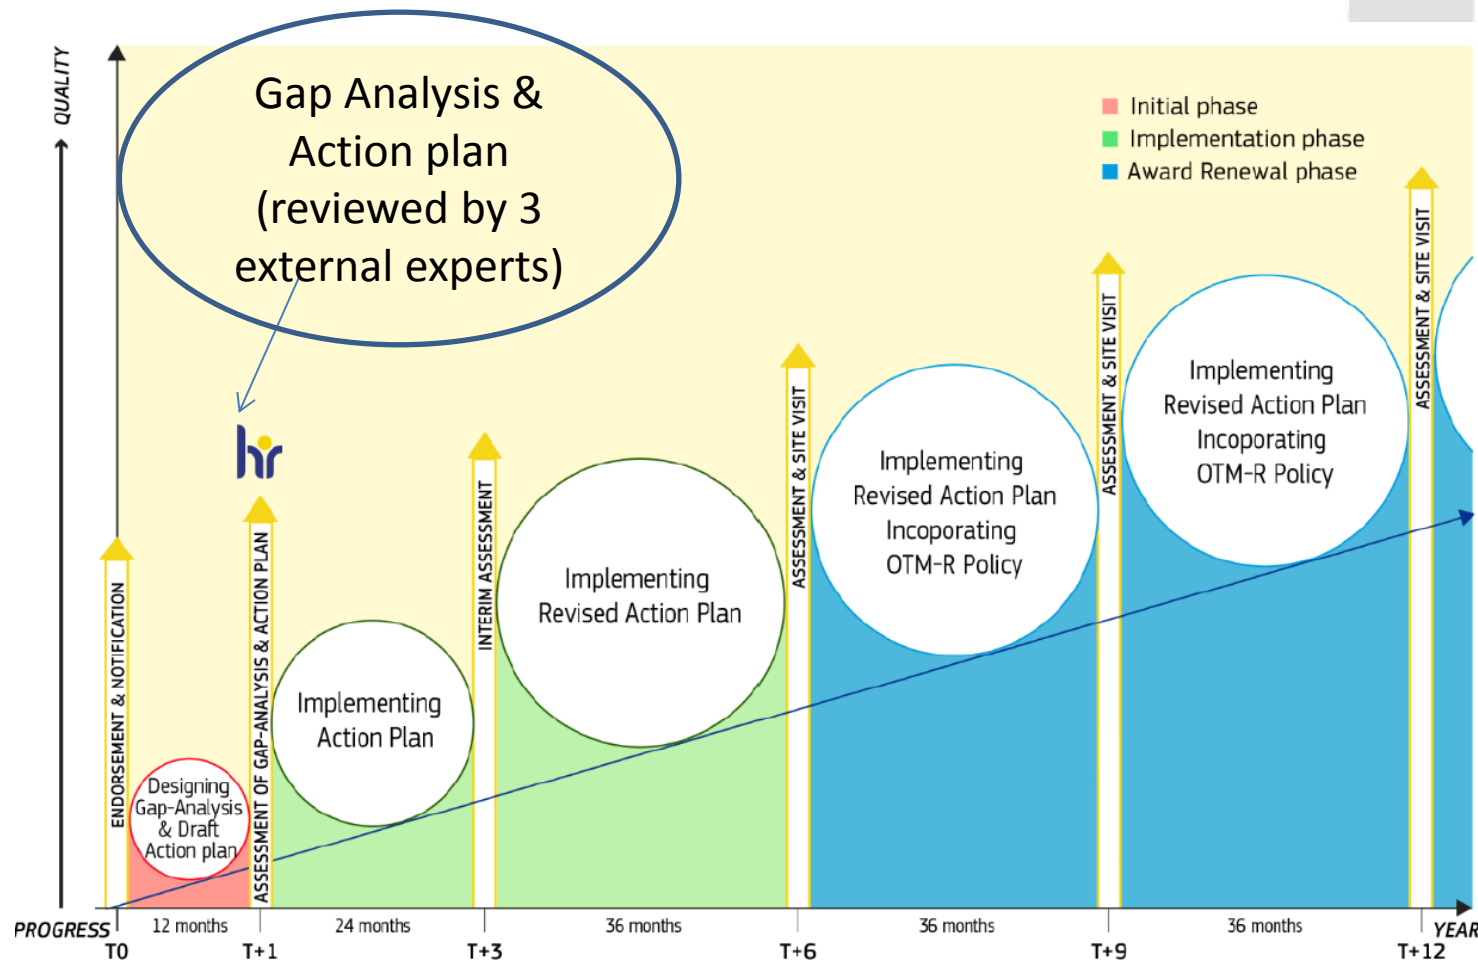 QUALITY
Gap Analysis &
Action plan
(reviewed by 3
external experts)
Initial phase
Implementation phase
Award Renewal phase
hr
ENDORSEMENT & NOTIFICATION
Designing
Gap-Analysis
& Draft
Action plan
ASSESSMENT OF GAP-ANALYSIS & ACTION PLAN
Implementing
Action Plan
INTERIM ASSESSMENT
Implementing
Revised Action Plan
ASSESSMENT & SITE VISIT
Implementing
Revised Action Plan
Incoporating
OTM-R Policy
ASSESSMENT & SITE VISIT
Implementing
Revised Action Plan
Incoporating
OTM-R Policy
ASSESSMENT & SITE VISIT
PROGRESS 12 months 24 months 36 months 36 months 36 months YEAR
T0 T+1 T+3 T+6 T+9 T+12